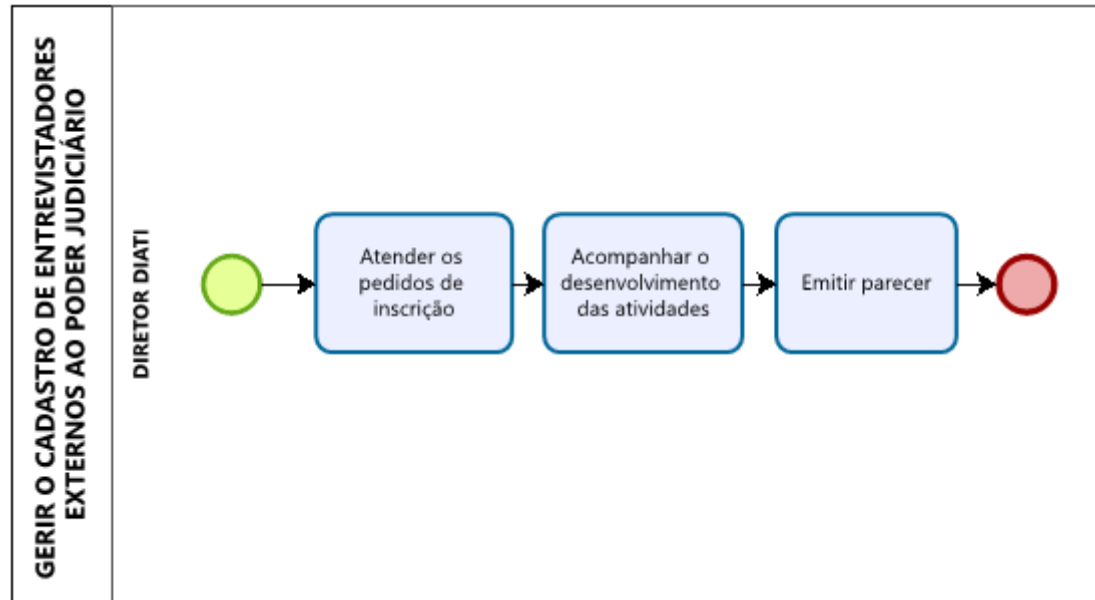 GERIR O CADASTRO DE ENTREVISTADORES
EXTERNOS AO PODER JUDICIÁRIO
DIRETOR DIATI
Atender os
pedidos de
inscrição
Acompanhar o
desenvolvimento
das atividades
Emitir parecer